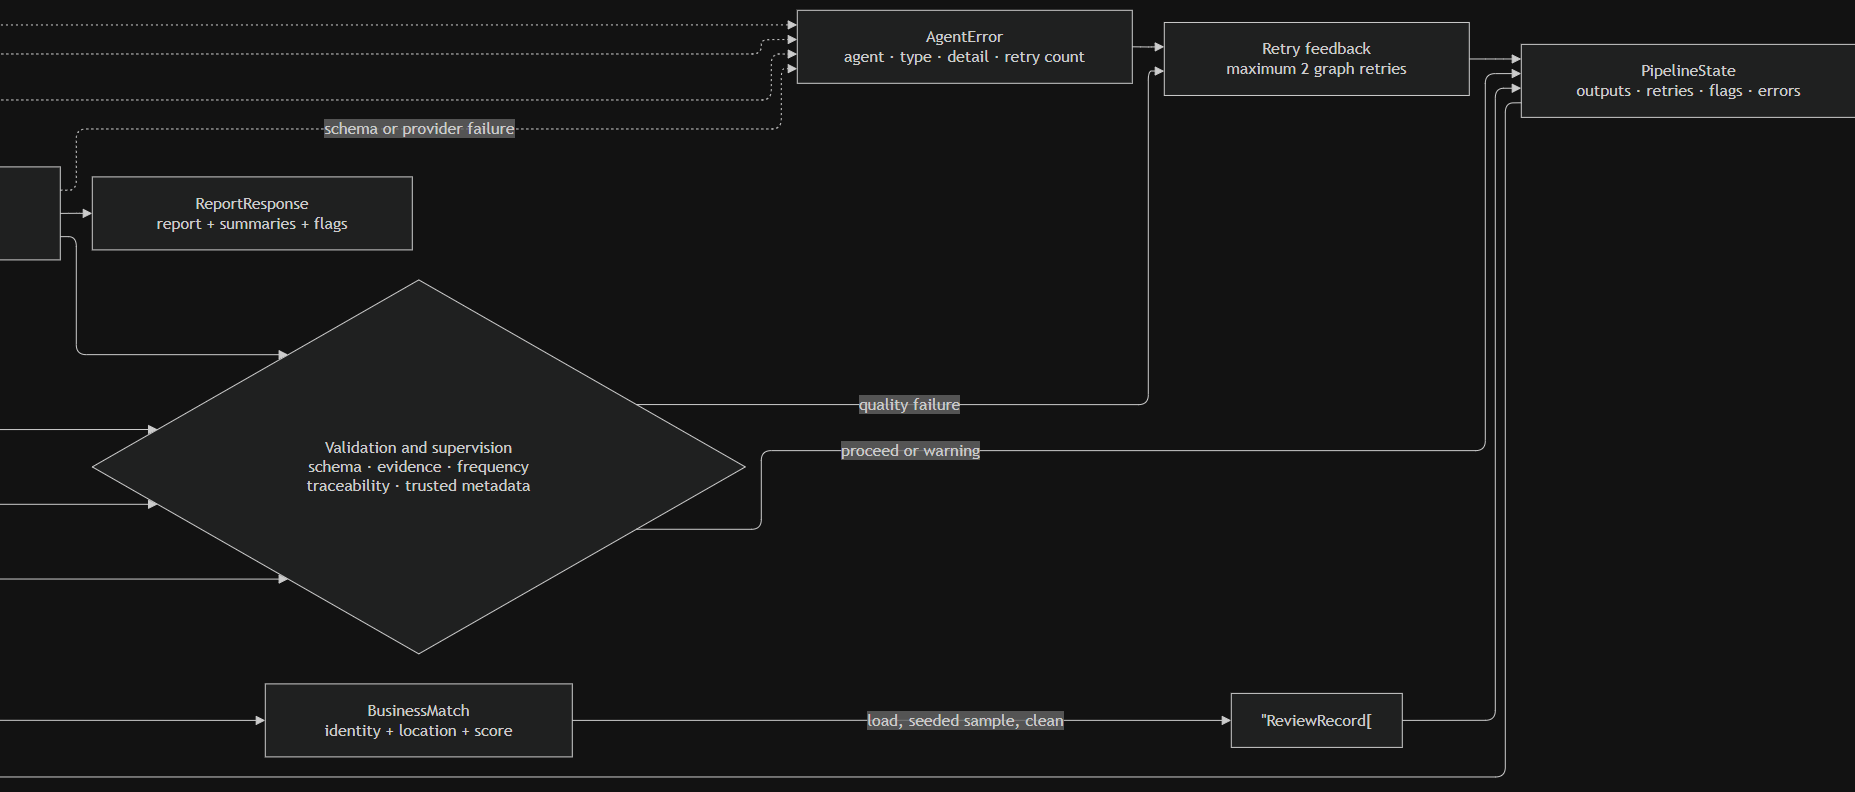 AgentError
agent · type · detail · retry count
Retry feedback
maximum 2 graph retries
PipelineState
outputs · retries · flags · errors
schema or provider failure
ReportResponse
report + summaries + flags
quality failure
proceed or warning
Validation and supervision
schema · evidence · frequency
traceability · trusted metadata
BusinessMatch
identity + location + score
load, seeded sample, clean
"ReviewRecord[